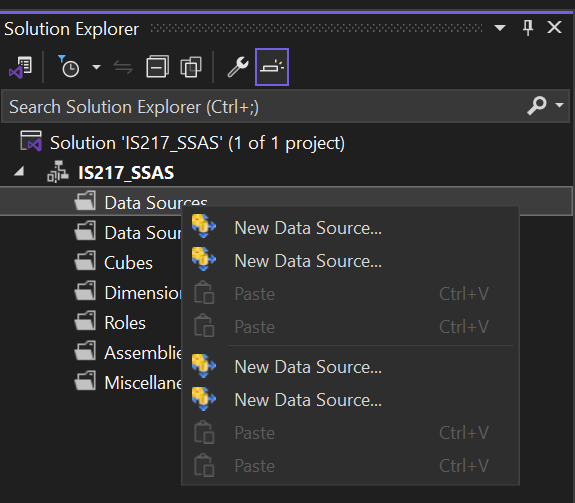 Solution Explorer
Search Solution Explorer (Ctrl+;)
Solution 'IS217_SSAS' (1 of 1 project)
IS217_SSAS
Data Sources
Data Sour
Cubes
Dimension
Roles
Assemblie
Miscellane
New Data Source...
New Data Source...
Paste Ctrl+V
Paste Ctrl+V
New Data Source...
New Data Source...
Paste Ctrl+V
Paste Ctrl+V